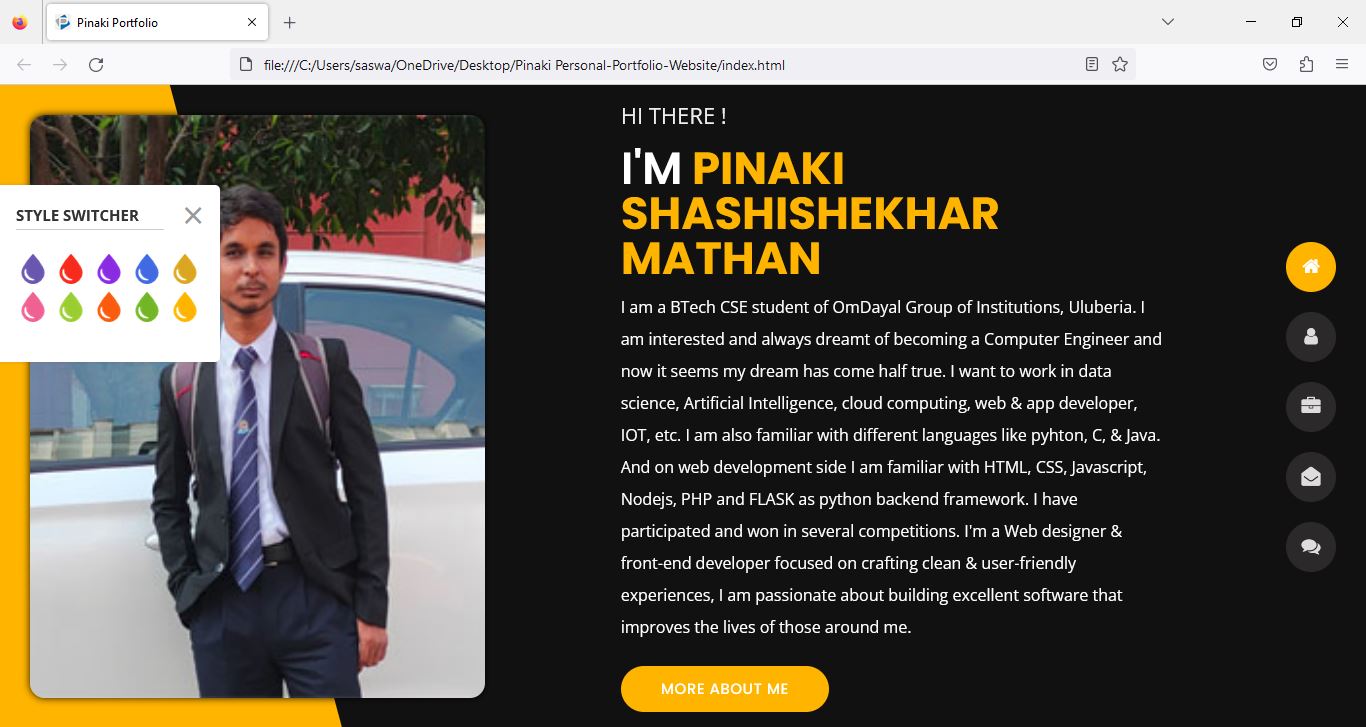 Pinaki Portfolio
file:///C:/Users/saswa/OneDrive/Desktop/Pinaki Personal-Portfolio-Website/index.html
STYLE SWITCHER
HI THERE !
I'M PINAKI
SHASHISHEKHAR
MATHAN
I am a BTech CSE student of OmDayal Group of Institutions, Uluberia. I
am interested and always dreamt of becoming a Computer Engineer and
now it seems my dream has come half true. I want to work in data
science, Artificial Intelligence, cloud computing, web & app developer,
IOT, etc. I am also familiar with different languages like pyhton, C, & Java.
And on web development side I am familiar with HTML, CSS, Javascript,
Nodejs, PHP and FLASK as python backend framework. I have
participated and won in several competitions. I'm a Web designer &
front-end developer focused on crafting clean & user-friendly
experiences, I am passionate about building excellent software that
improves the lives of those around me.
MORE ABOUT ME